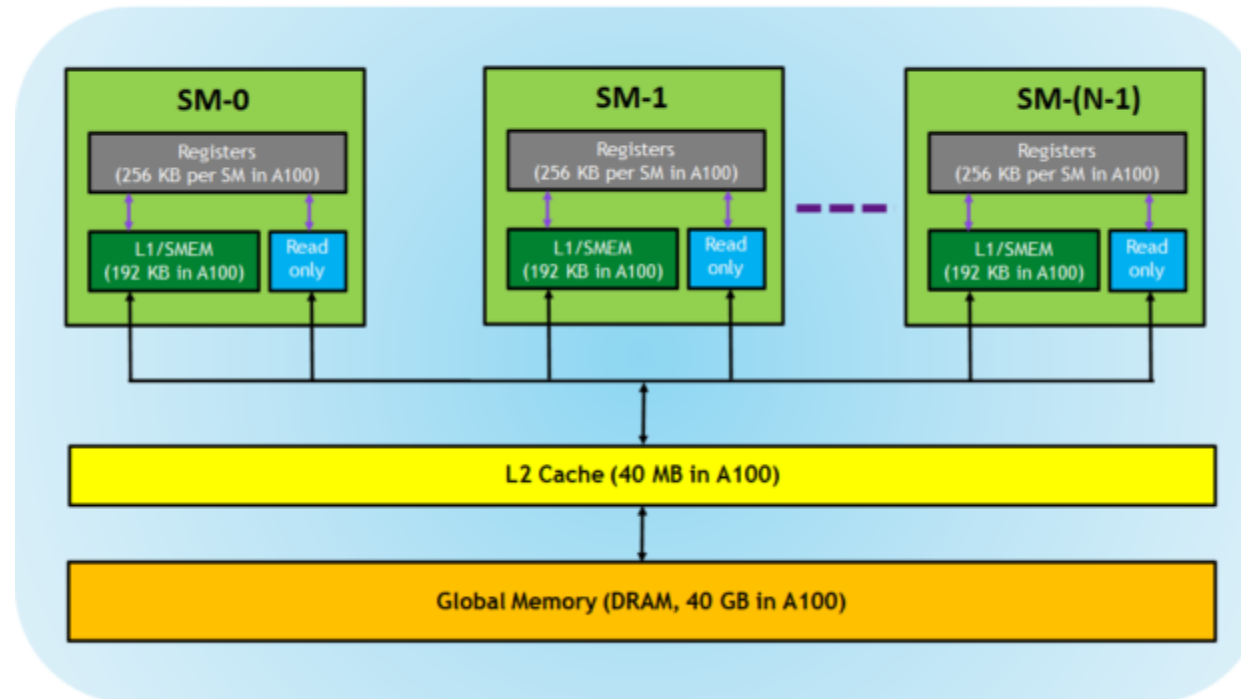 SM-0
Registers
(256 KB per SM in A100)
L1/SMEM
(192 KB in A100)
Read
only
SM-1
Registers
(256 KB per SM in A100)
L1/SMEM
(192 KB in A100)
Read
only
SM-(N-1)
Registers
(256 KB per SM in A100)
L1/SMEM
(192 KB in A100)
Read
only
L2 Cache (40 MB in A100)
Global Memory (DRAM, 40 GB in A100)